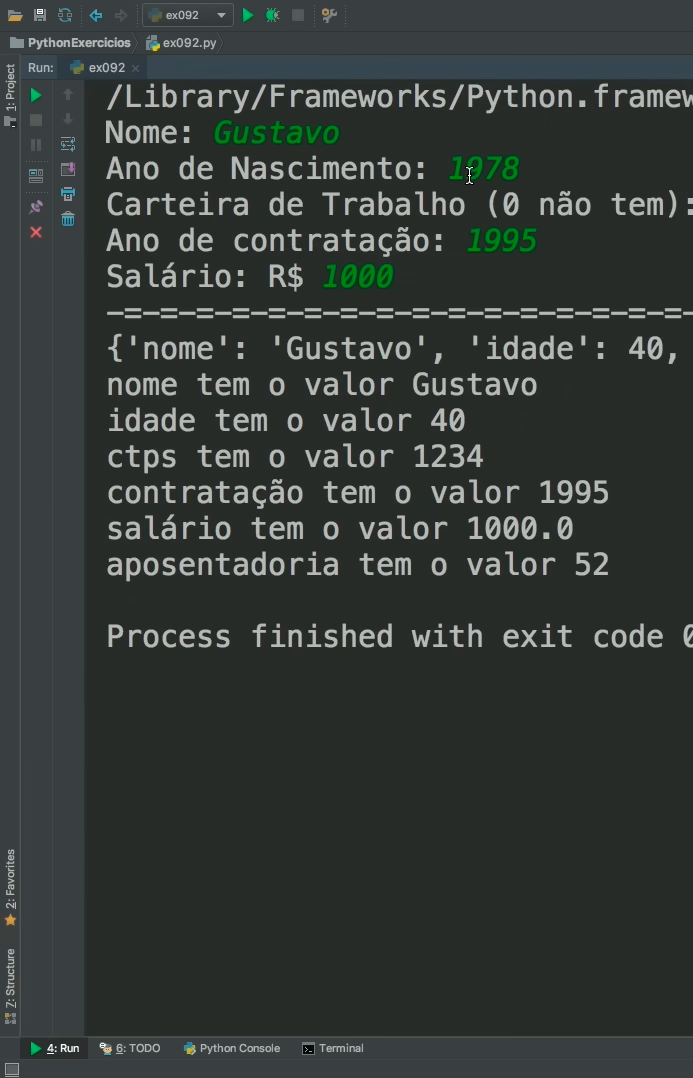 ex092
PythonExercicios
ex092.py
Run:
ex092
1: Project
/Library/Frameworks/Python.framew
Nome: Gustavo
Ano de Nascimento: 1978
Carteira de Trabalho (0 não tem):
Ano de contratação: 1995
Salário: R$ 1000
-=-=-=-=-=-=-=-=-=-=-=-=-=-=-=-=-
{'nome': 'Gustavo', 'idade': 40,
nome tem o valor Gustavo
idade tem o valor 40
ctps tem o valor 1234
contratação tem o valor 1995
salário tem o valor 1000.0
aposentadoria tem o valor 52
Process finished with exit code 0
2: Favorites
7: Structure
4: Run
6: TODO
Python Console
Terminal